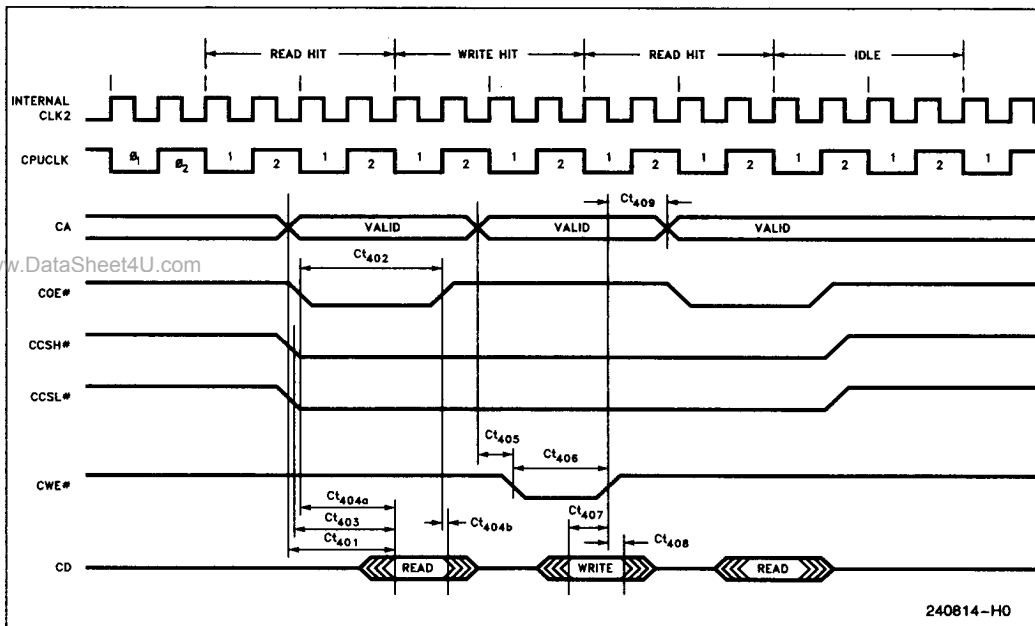 READ HIT WRITE HIT READ HIT IDLE
INTERNAL
CLK2
CPUCLK Ø1 Ø2 1 2 1 2 1 2 1 2 1 2 1 2 1 2 1 2 1
Ct409
CA VALID VALID VALID
w.DataSheet4U.com
Ct402
COE#
CCSH#
CCSL#
Ct405 Ct406
CWE#
Ct404a Ct407
Ct403 Ct404b
Ct401 Ct408
CD READ WRITE READ
240814-H0